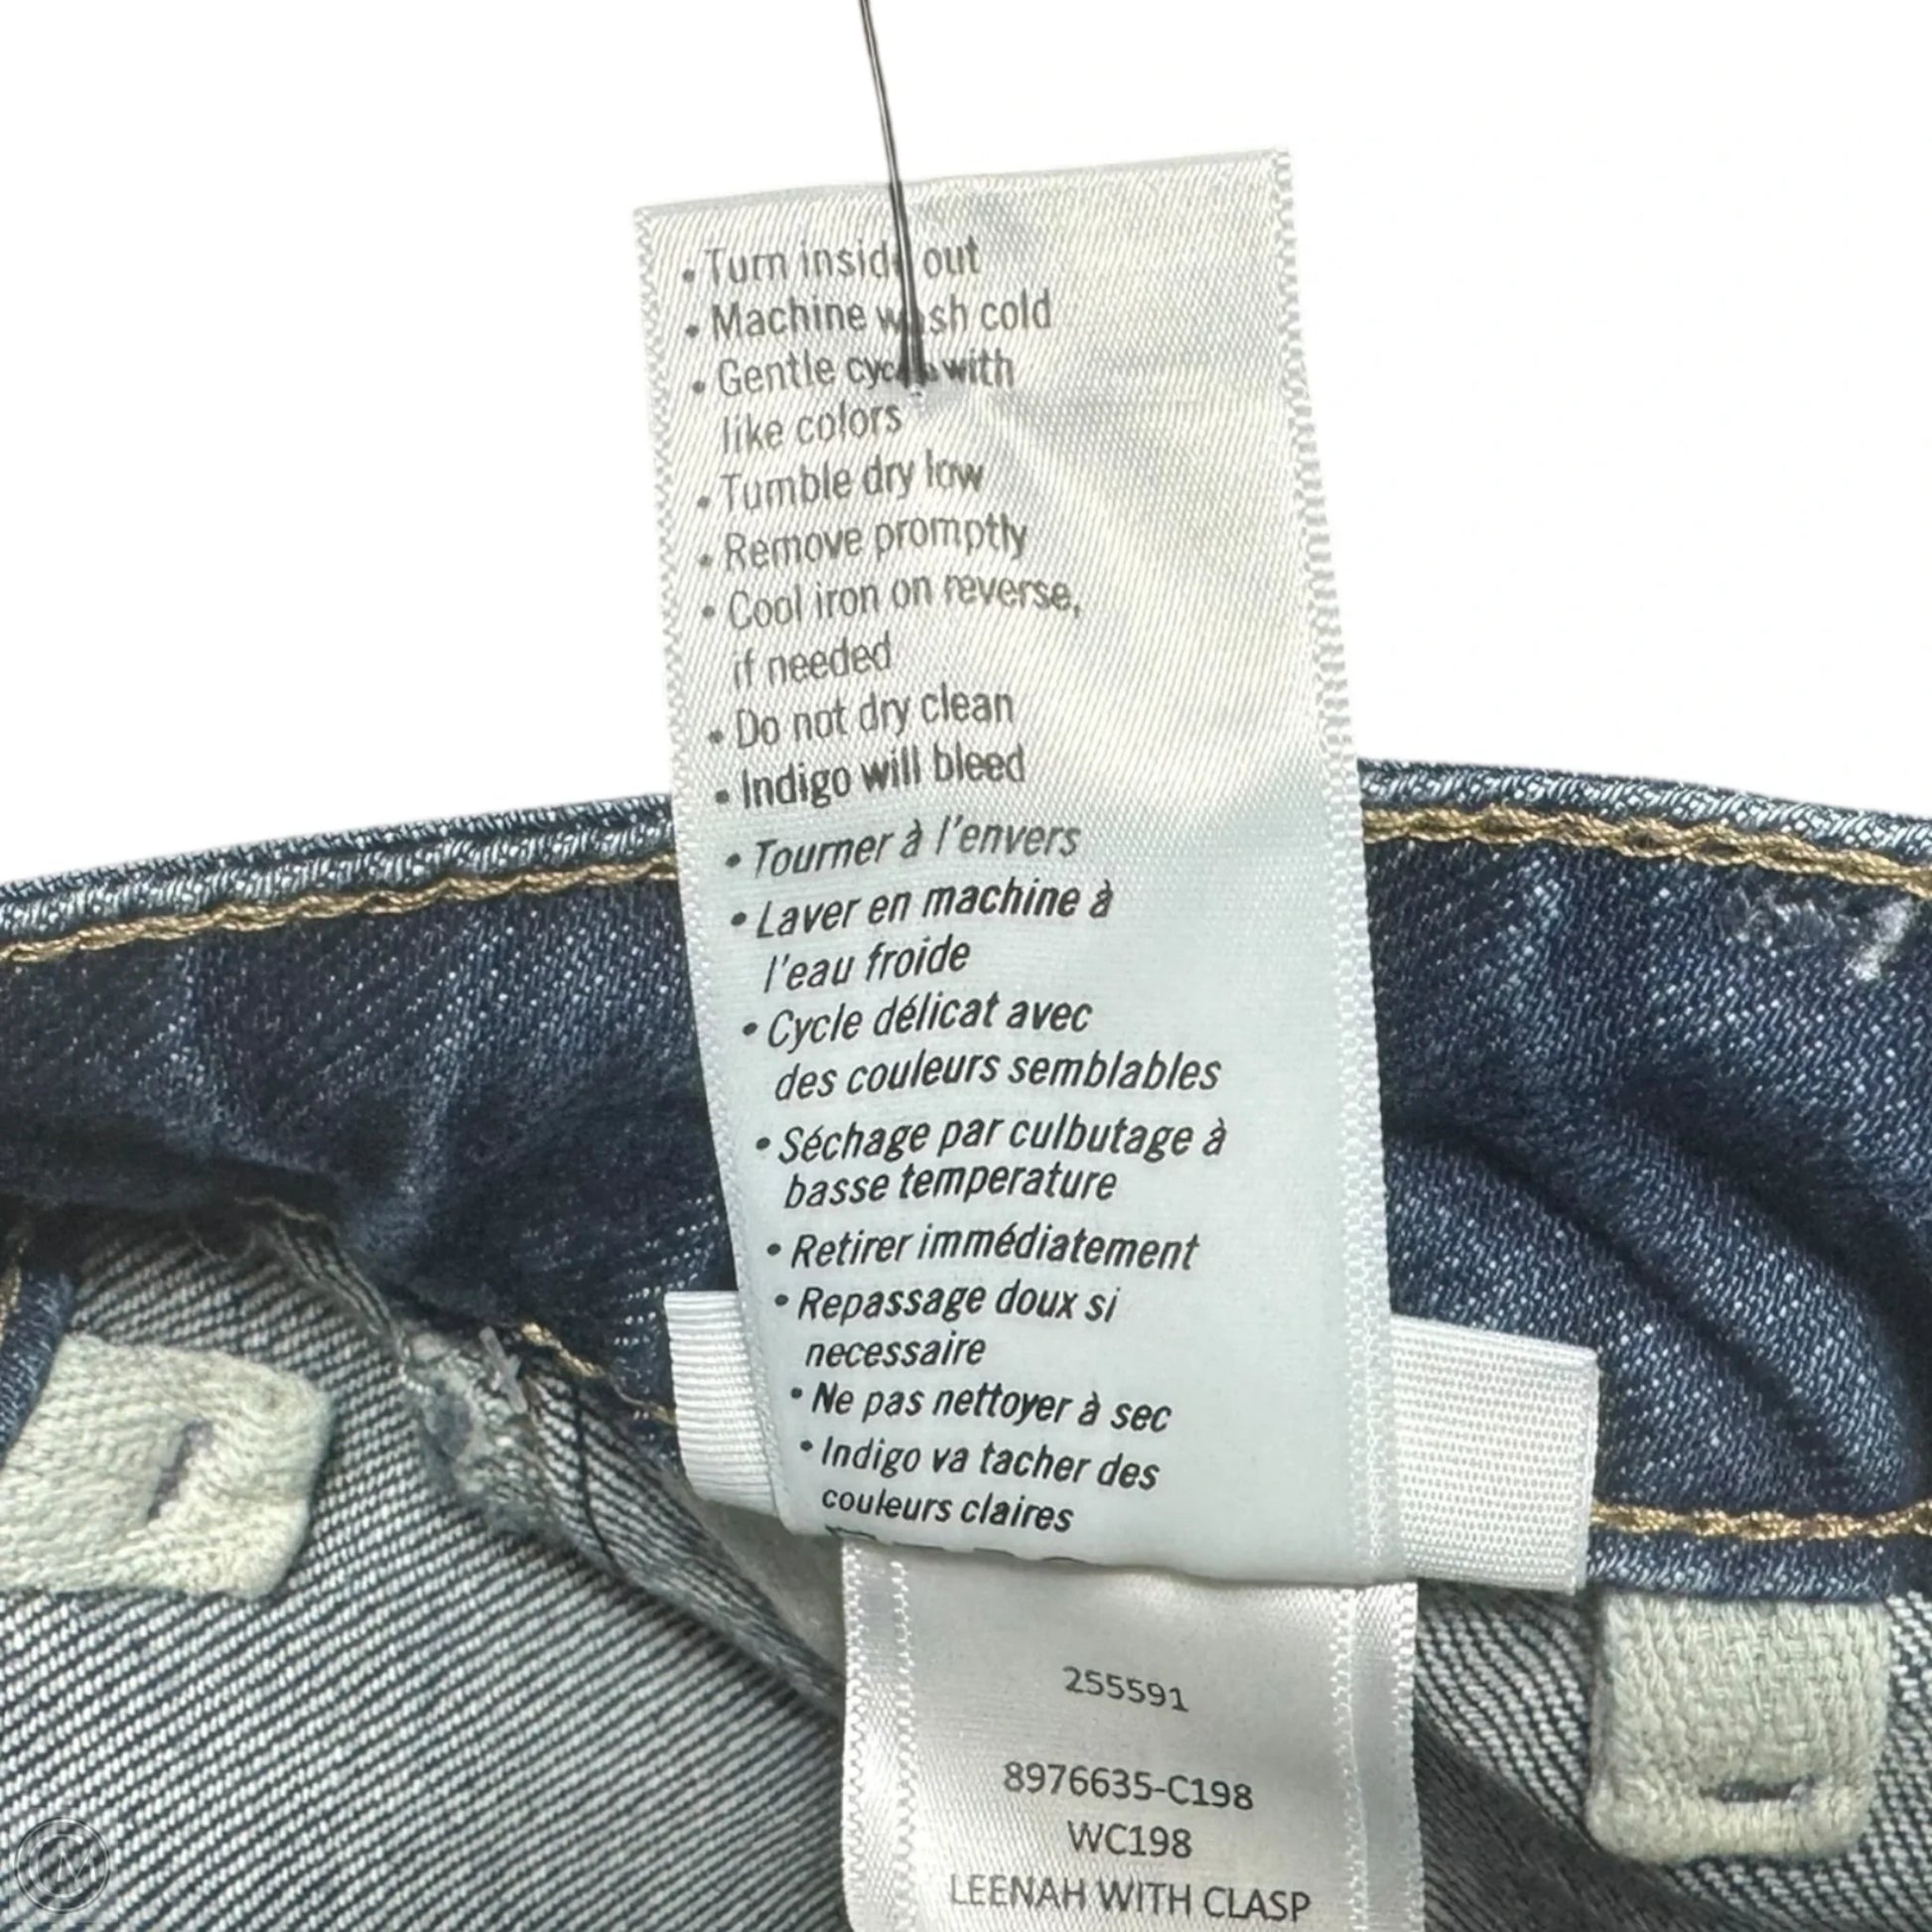 • Turn inside out
• Machine wash cold
• Gentle cycle with
like colors
• Tumble dry low
• Remove promptly
• Cool iron on reverse,
if needed
• Do not dry clean
• Indigo will bleed
• Tourner à l'envers
• Laver en machine à
l'eau froide
• Cycle délicat avec
des couleurs semblables
• Séchage par culbutage à
basse temperature
• Retirer immédiatement
• Repassage doux si
necessaire
• Ne pas nettoyer à sec
• Indigo va tacher des
couleurs claires
255591
8976635-C198
WC198
LEENAH WITH CLASP